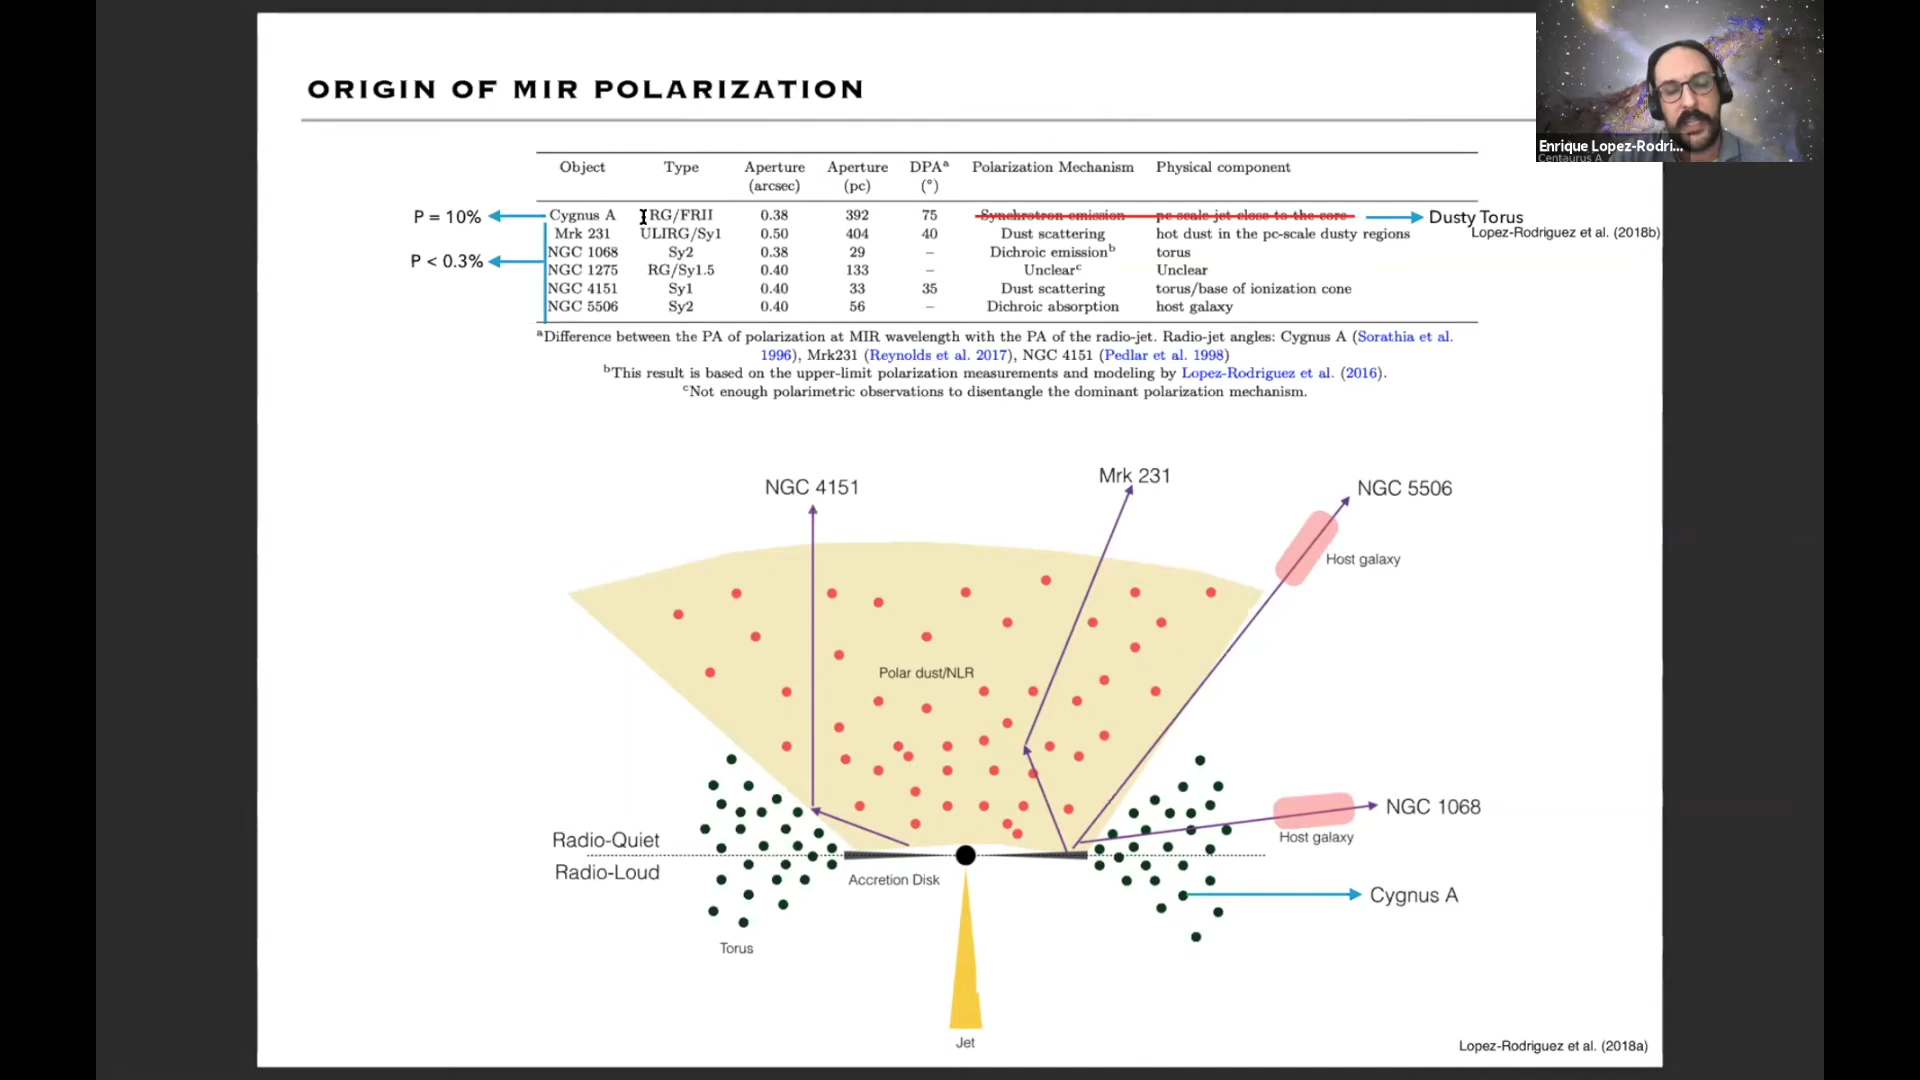 ORIGIN OF MIR POLARIZATION
Enrique Lopez-Rodri...
Centaurus A
Object Type Aperture Aperture DPAᵃ Polarization Mechanism Physical component
(arcsec) (pc) (°)
P = 10% Cygnus A RG/FRII 0.38 392 75 Synchrotron emission pc-scale jet close to the core Dusty Torus
Mrk 231 ULIRG/Sy1 0.50 404 40 Dust scattering hot dust in the pc-scale dusty regions Lopez-Rodriguez et al. (2018b)
P < 0.3% NGC 1068 Sy2 0.38 29 – Dichroic emissionᵇ torus
NGC 1275 RG/Sy1.5 0.40 133 – Unclearᶜ Unclear
NGC 4151 Sy1 0.40 33 35 Dust scattering torus/base of ionization cone
NGC 5506 Sy2 0.40 56 – Dichroic absorption host galaxy
ᵃDifference between the PA of polarization at MIR wavelength with the PA of the radio-jet. Radio-jet angles: Cygnus A (Sorathia et al.
1996), Mrk231 (Reynolds et al. 2017), NGC 4151 (Pedlar et al. 1998)
ᵇThis result is based on the upper-limit polarization measurements and modeling by Lopez-Rodriguez et al. (2016).
ᶜNot enough polarimetric observations to disentangle the dominant polarization mechanism.
NGC 4151
Mrk 231
NGC 5506
Host galaxy
Polar dust/NLR
NGC 1068
Host galaxy
Radio-Quiet
Radio-Loud
Accretion Disk
Cygnus A
Torus
Jet
Lopez-Rodriguez et al. (2018a)